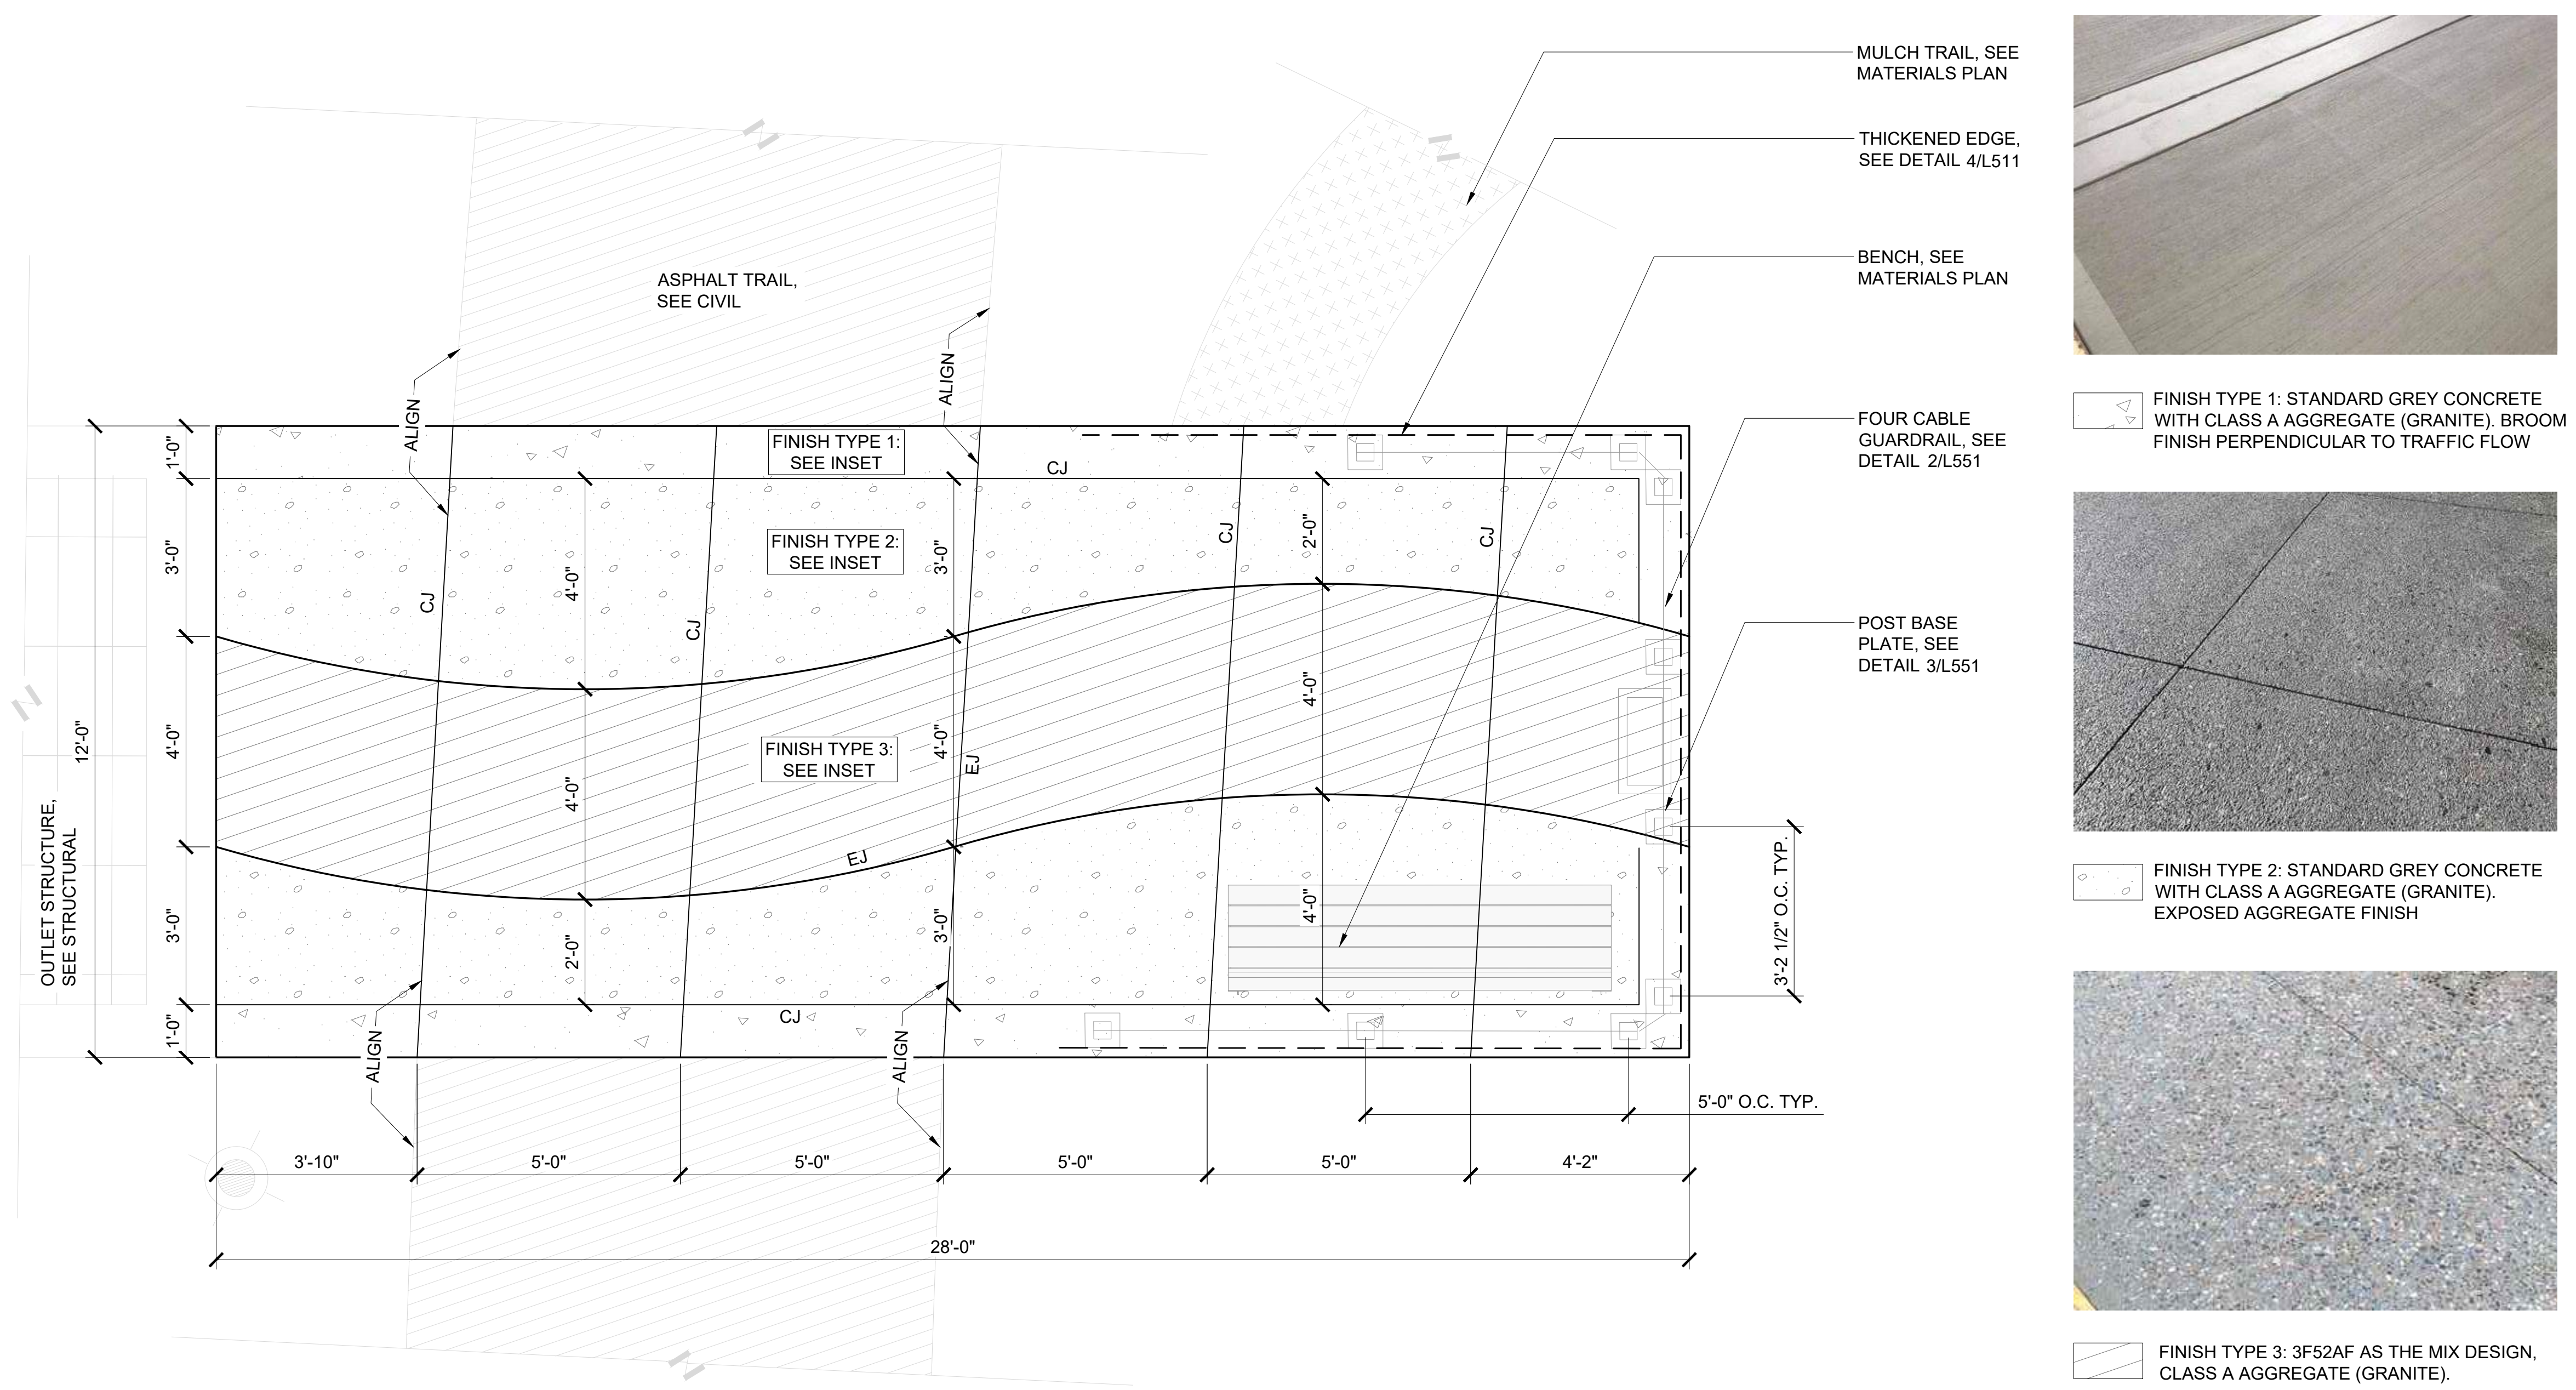 MULCH TRAIL, SEE
MATERIALS PLAN
THICKENED EDGE,
SEE DETAIL 4/L511
BENCH, SEE
MATERIALS PLAN
FOUR CABLE
GUARDRAIL, SEE
DETAIL 2/L551
POST BASE
PLATE, SEE
DETAIL 3/L551
ASPHALT TRAIL,
SEE CIVIL
ALIGN
ALIGN
FINISH TYPE 1:
SEE INSET
CJ
FINISH TYPE 2:
SEE INSET
CJ
CJ
CJ
CJ
FINISH TYPE 3:
SEE INSET
EJ
EJ
CJ
ALIGN
ALIGN
OUTLET STRUCTURE,
SEE STRUCTURAL
12'-0"
1'-0"
3'-0"
4'-0"
3'-0"
1'-0"
4'-0"
4'-0"
2'-0"
3'-0"
4'-0"
3'-0"
2'-0"
4'-0"
4'-0"
3'-2 1/2" O.C. TYP.
5'-0" O.C. TYP.
3'-10"
5'-0"
5'-0"
5'-0"
5'-0"
4'-2"
28'-0"
FINISH TYPE 1: STANDARD GREY CONCRETE
WITH CLASS A AGGREGATE (GRANITE). BROOM
FINISH PERPENDICULAR TO TRAFFIC FLOW
FINISH TYPE 2: STANDARD GREY CONCRETE
WITH CLASS A AGGREGATE (GRANITE).
EXPOSED AGGREGATE FINISH
FINISH TYPE 3: 3F52AF AS THE MIX DESIGN,
CLASS A AGGREGATE (GRANITE).